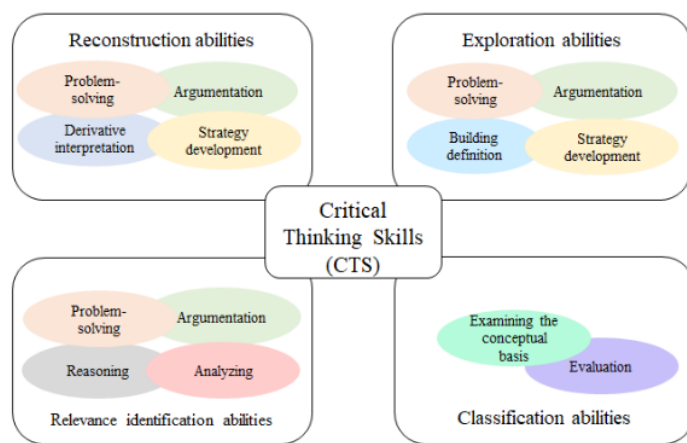 Reconstruction abilities
Problem-
solving
Argumentation
Derivative
interpretation
Strategy
development
Exploration abilities
Problem-
solving
Argumentation
Building
definition
Strategy
development
Critical
Thinking Skills
(CTS)
Problem-
solving
Argumentation
Reasoning
Analyzing
Relevance identification abilities
Examining the
conceptual
basis
Evaluation
Classification abilities